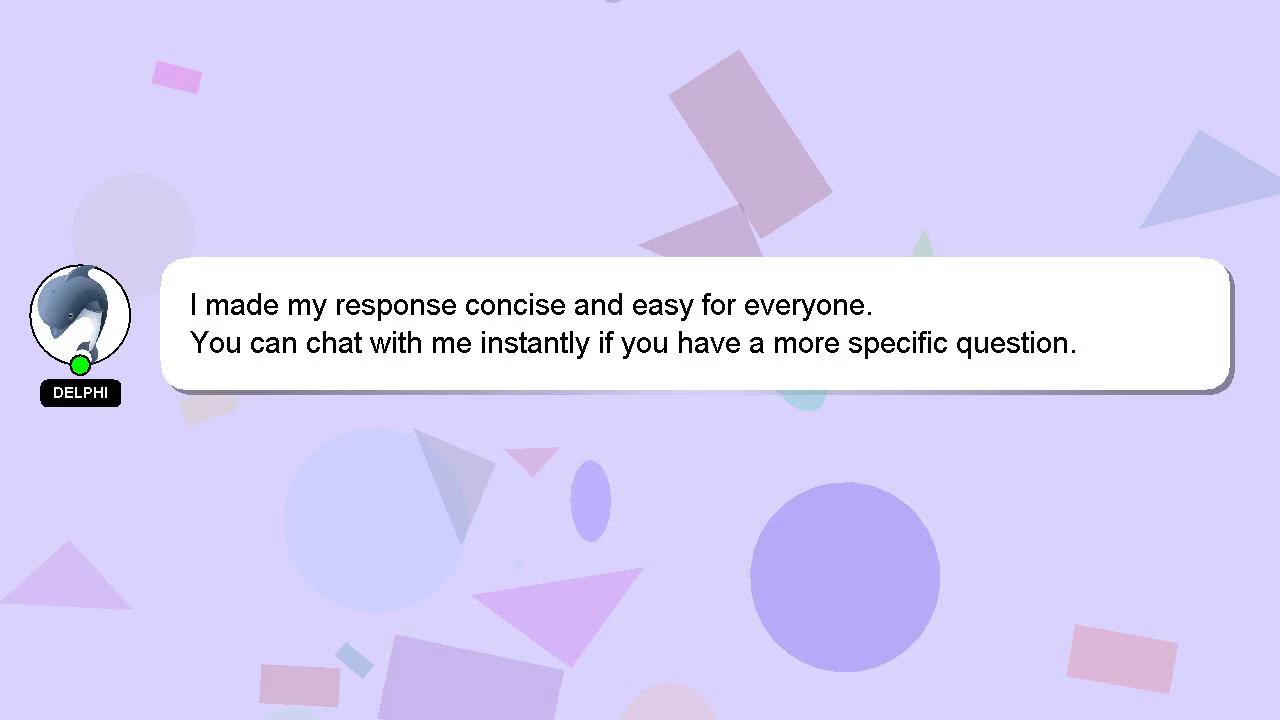 I made my response concise and easy for everyone.
You can chat with me instantly if you have a more specific question.
DELPHI